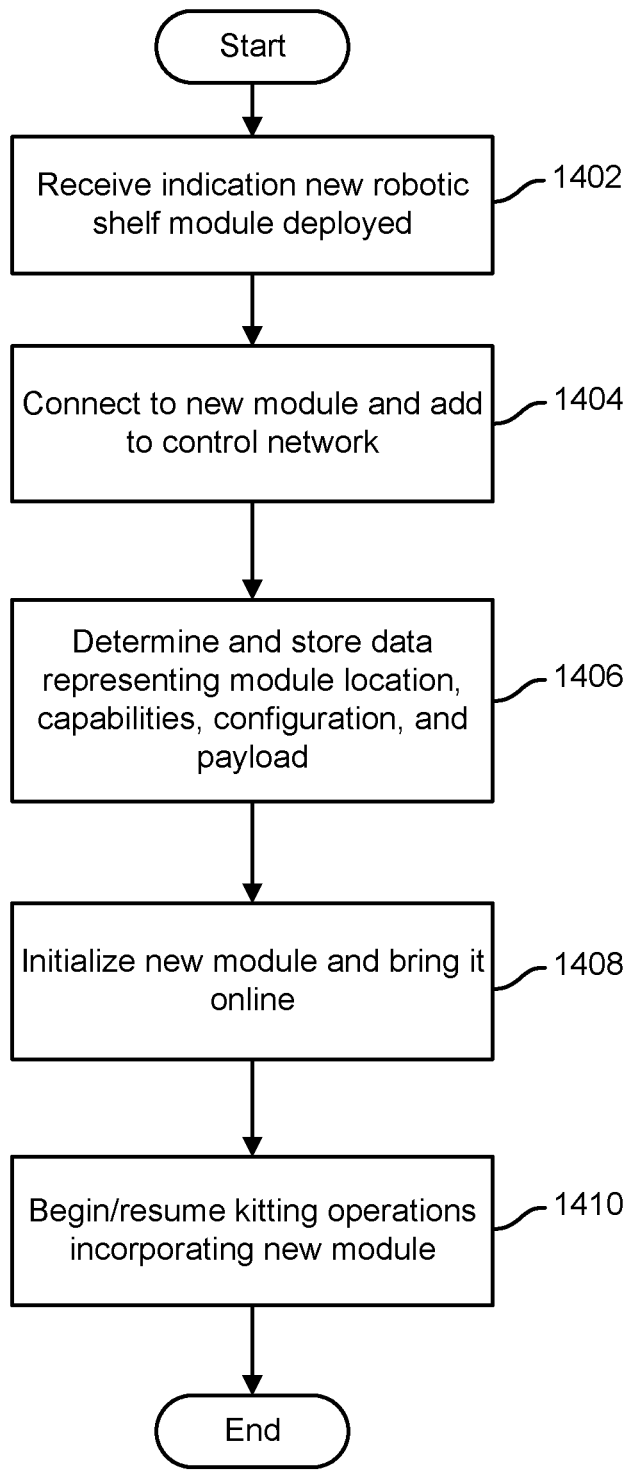 Start
Receive indication new robotic
shelf module deployed
1402
Connect to new module and add
to control network
1404
Determine and store data
representing module location,
capabilities, configuration, and
payload
1406
Initialize new module and bring it
online
1408
Begin/resume kitting operations
incorporating new module
1410
End